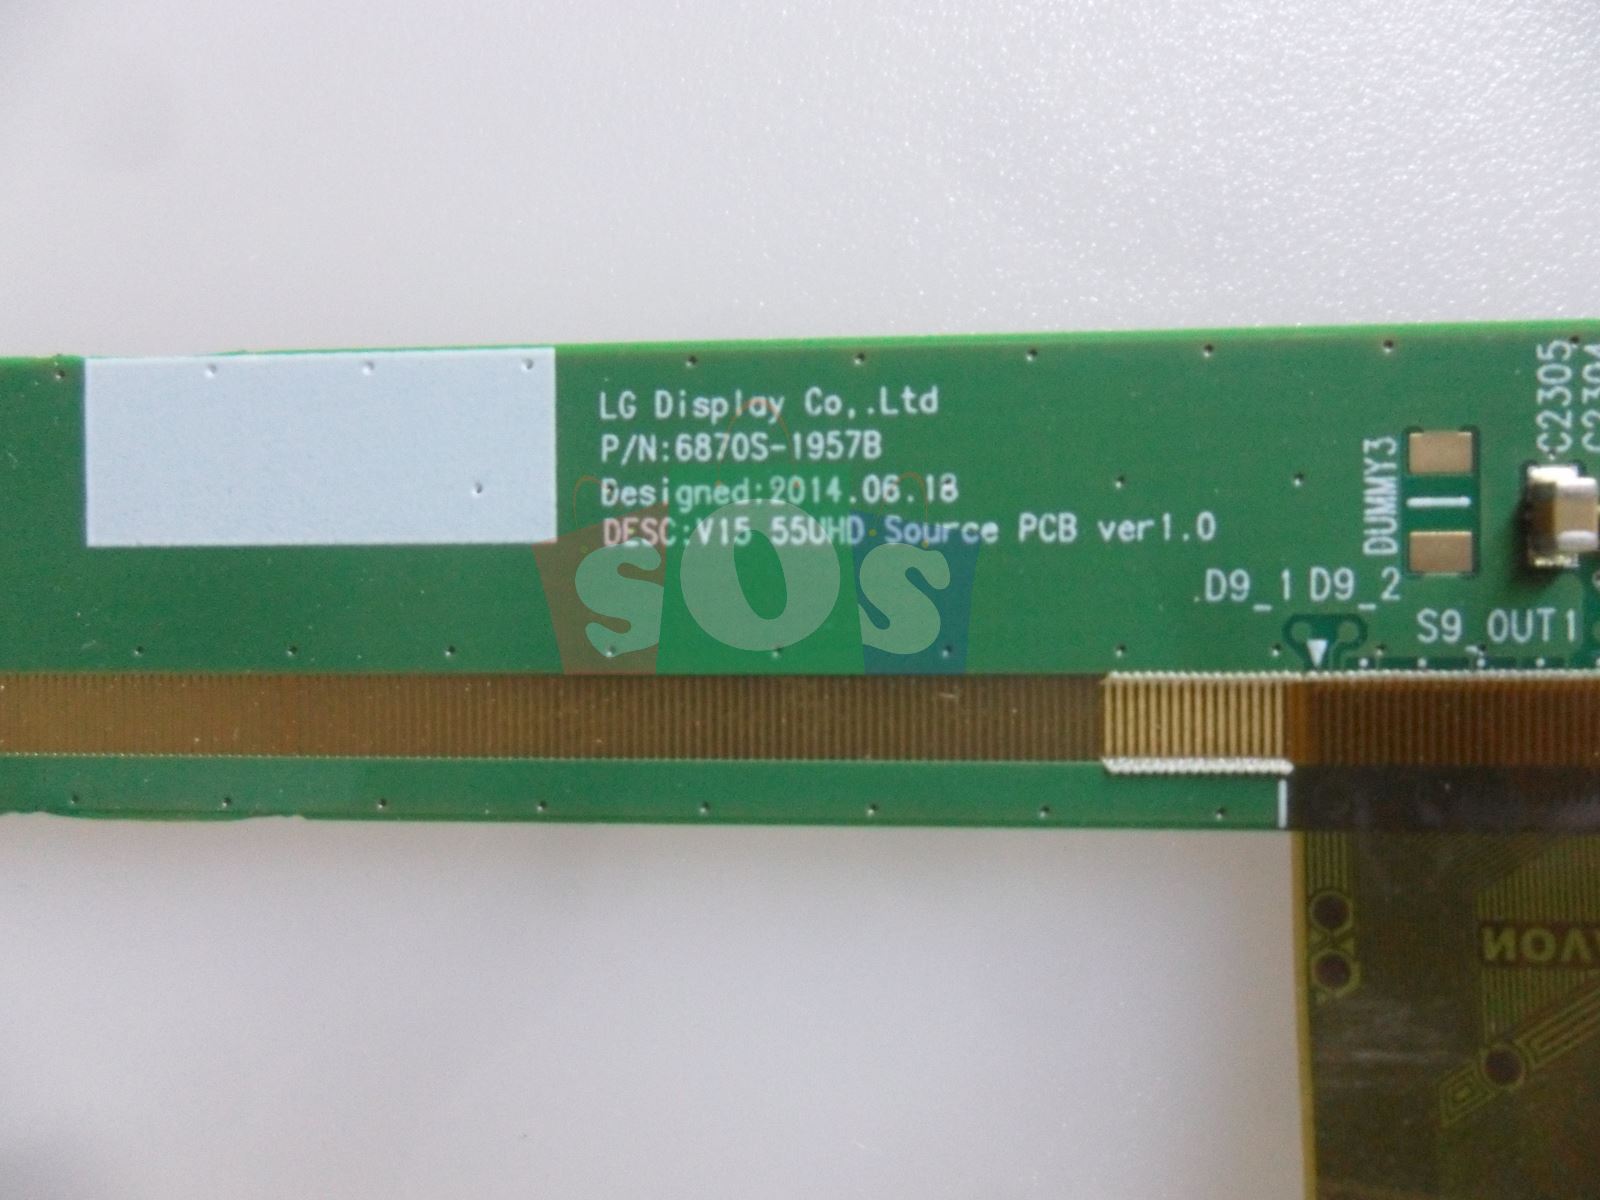 LG Display Co,.Ltd
P/N:6870S-1957B
Designed:2014.06.18
DESC:V15 55UHD Source PCB ver1.0
sOs
DUMMY3
C2305
C2304
D9_1 D9_2
S9_OUT1